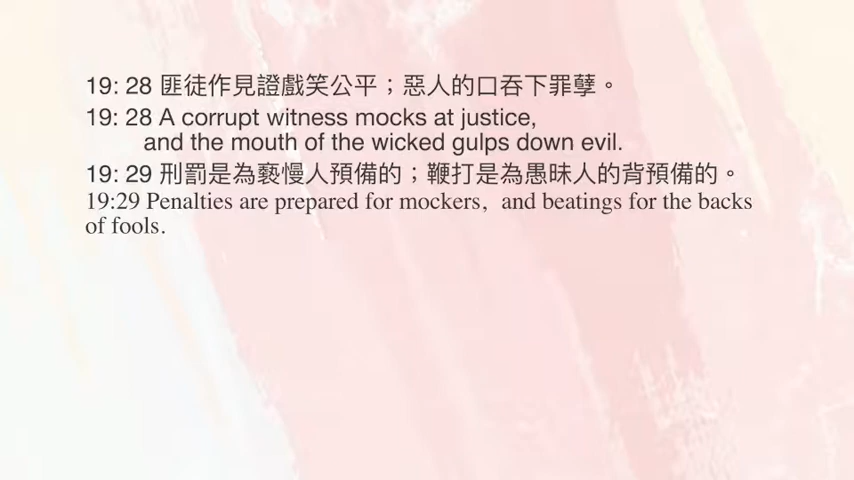 19: 28 匪徒作見證戲笑公平；惡人的口吞下罪孽。
19: 28 A corrupt witness mocks at justice,
and the mouth of the wicked gulps down evil.
19: 29 刑罰是為褻慢人預備的；鞭打是為愚昧人的背預備的。
19:29 Penalties are prepared for mockers, and beatings for the backs
of fools.